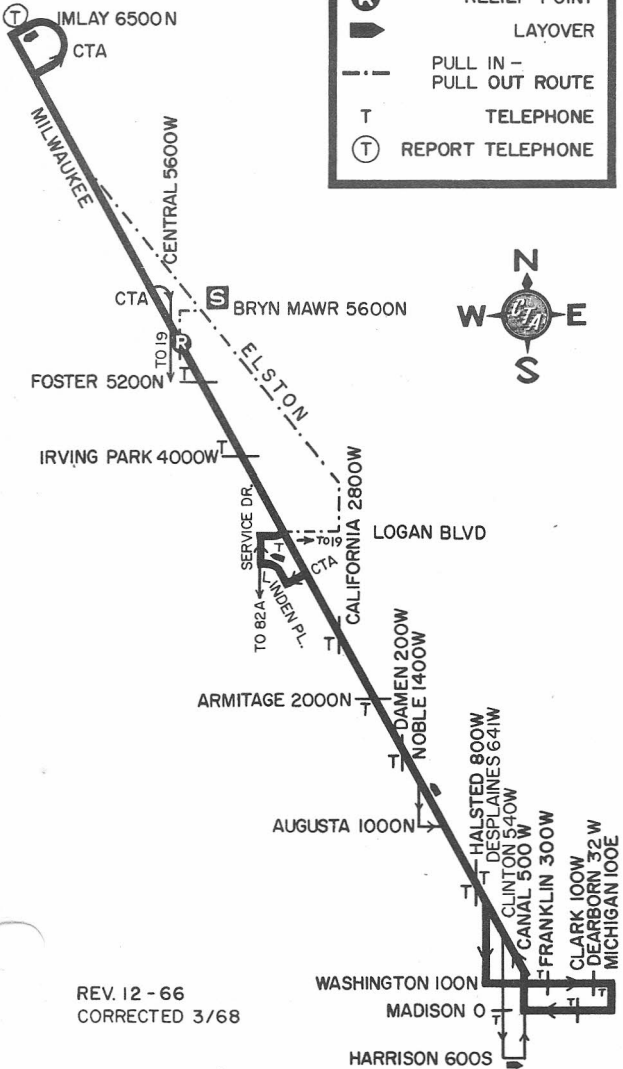 T IMLAY 6500N
CTA
RELIEF POINT
LAYOVER
PULL IN -
PULL OUT ROUTE
T TELEPHONE
T REPORT TELEPHONE
MILWAUKEE
CENTRAL 5600W
CTA
S BRYN MAWR 5600N
R
TO 19
N
W CTA E
S
ELSTON
FOSTER 5200N T
IRVING PARK 4000W T
CALIFORNIA 2800W
SERVICE DR.
T
TO 19
LOGAN BLVD
CTA
TO 82A
LINDEN PL.
T
ARMITAGE 2000N
T
DAMEN 200W
NOBLE 1400W
T
AUGUSTA 1000N
HALSTED 800W
DESPLAINES 641W
CLINTON 540W
CANAL 500 W
FRANKLIN 300W
CLARK 100W
DEARBORN 32 W
MICHIGAN 100E
T
T
WASHINGTON 100N
T
T
MADISON 0
T
T
HARRISON 600S
REV. 12-66
CORRECTED 3/68